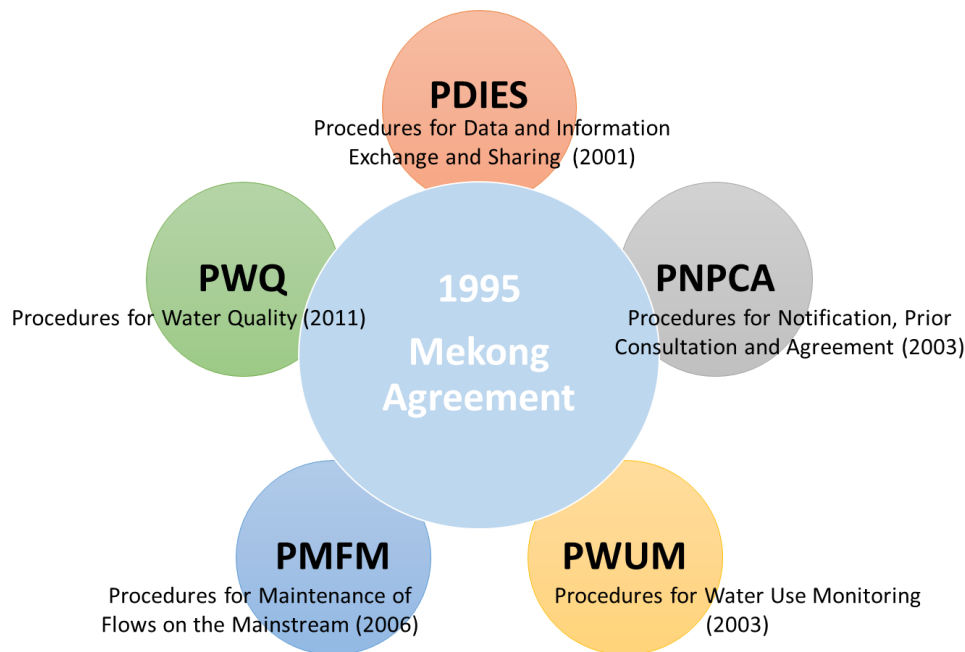 PDIES
Procedures for Data and Information
Exchange and Sharing (2001)
PWQ
Procedures for Water Quality (2011)
1995
Mekong
Agreement
PNPCA
Procedures for Notification, Prior
Consultation and Agreement (2003)
PMFM
Procedures for Maintenance of
Flows on the Mainstream (2006)
PWUM
Procedures for Water Use Monitoring
(2003)